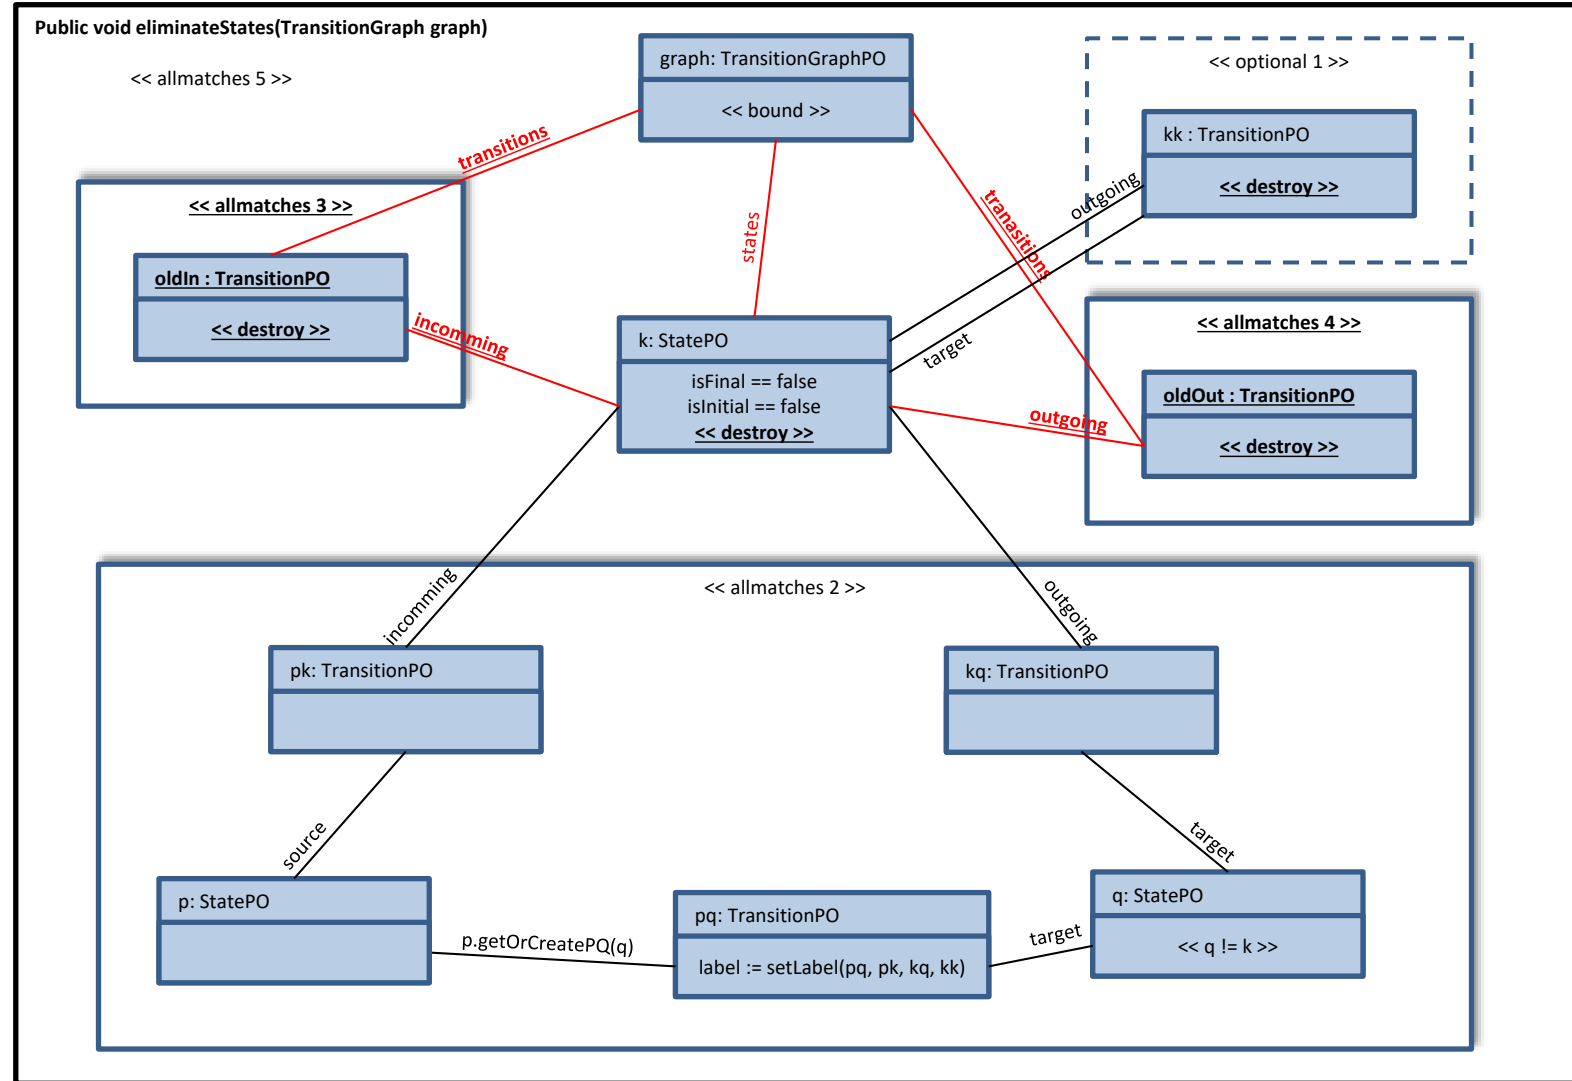 Public void eliminateStates(TransitionGraph graph)
<< allmatches 5 >>
graph: TransitionGraphPO
<< bound >>
<< optional 1 >>
kk : TransitionPO
<< destroy >>
transitions
states
tranasitions
outgoing
target
<< allmatches 3 >>
oldIn : TransitionPO
<< destroy >>
incomming
k: StatePO
isFinal == false
isInitial == false
<< destroy >>
<< allmatches 4 >>
oldOut : TransitionPO
<< destroy >>
outgoing
<< allmatches 2 >>
incomming
outgoing
pk: TransitionPO
kq: TransitionPO
source
target
p: StatePO
p.getOrCreatePQ(q)
pq: TransitionPO
label := setLabel(pq, pk, kq, kk)
target
q: StatePO
<< q != k >>